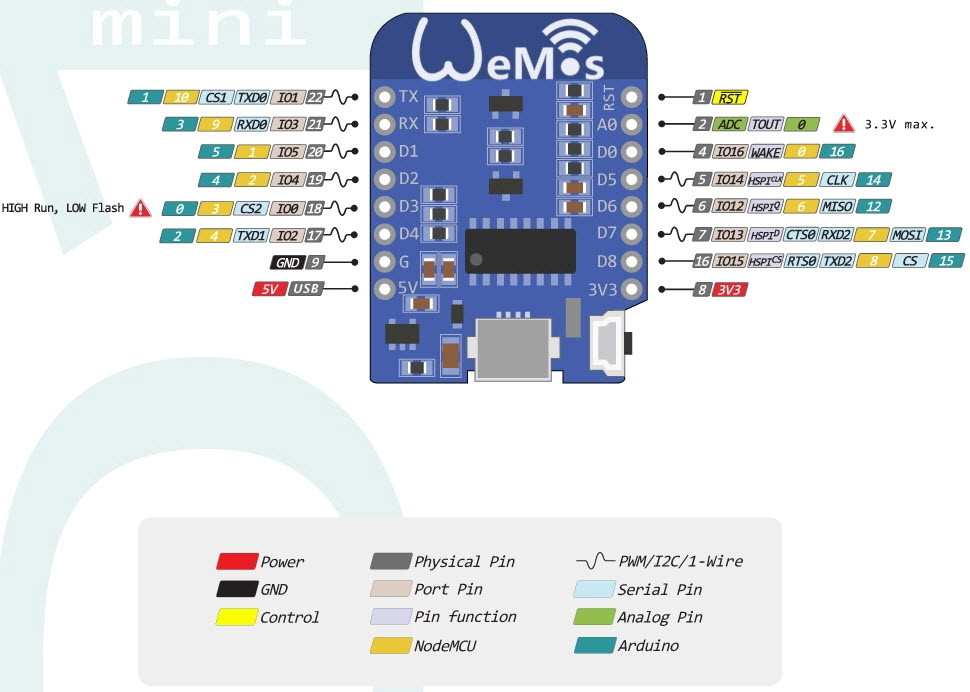 mini
WeMos
1 10 CS1 TXD0 IO1 22 TX RST 1 RST
3 9 RXD0 IO3 21 RX A0 2 ADC TOUT 0 3.3V max.
5 1 IO5 20 D1 D0 4 IO16 WAKE 0 16
4 2 IO4 19 D2 D5 5 IO14 HSPICLK 5 CLK 14
HIGH Run, LOW Flash 0 3 CS2 IO0 18 D3 D6 6 IO12 HSPIQ 6 MISO 12
2 4 TXD1 IO2 17 D4 D7 7 IO13 HSPID CTS0 RXD2 7 MOSI 13
GND 9 G D8 16 IO15 HSPICS RTS0 TXD2 8 CS 15
5V USB 5V 3V3 8 3V3
Power Physical Pin PWM/I2C/1-Wire
GND Port Pin Serial Pin
Control Pin function Analog Pin
NodeMCU Arduino